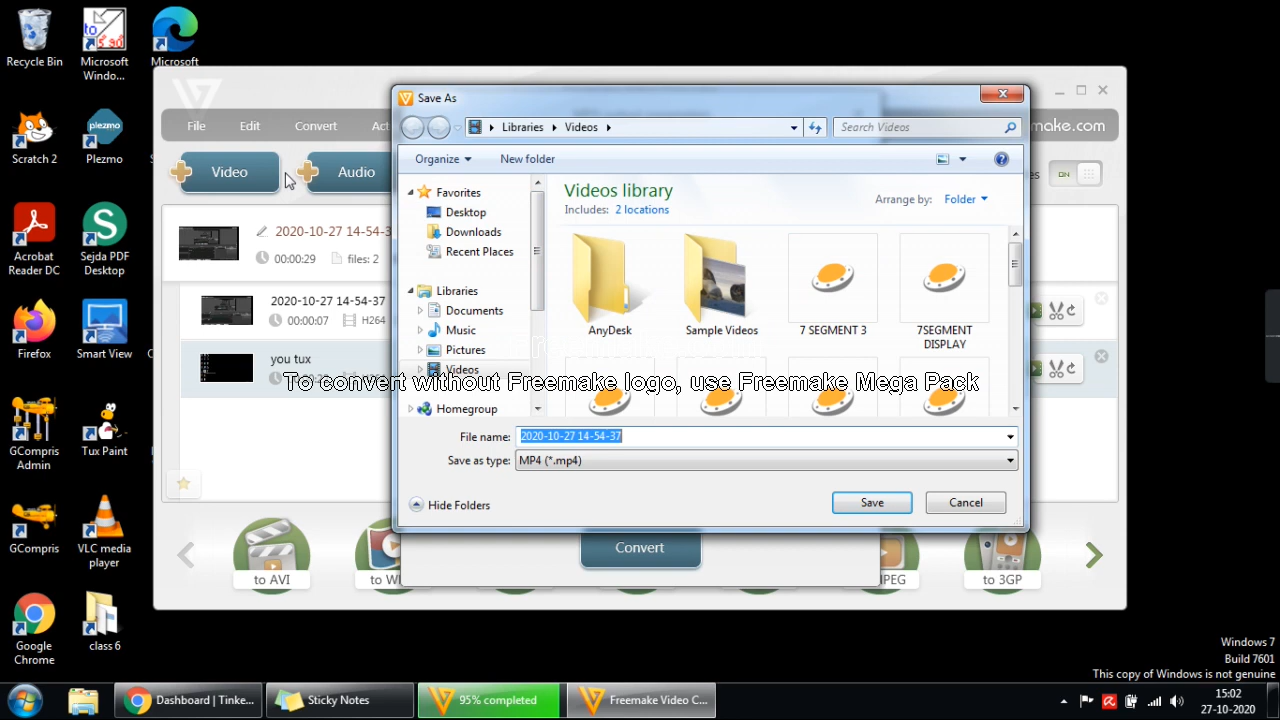 Recycle Bin
Microsoft
Windo...
Microsoft
Scratch 2
Plezmo
Acrobat
Reader DC
Sejda PDF
Desktop
Firefox
Smart View
GCompris
Admin
Tux Paint
GCompris
VLC media
player
Google
Chrome
class 6
File
Edit
Convert
Act
make.com
Video
Audio
es
ON
2020-10-27 14-54-3
00:00:29
files: 2
2020-10-27 14-54-37
00:00:07
H264
you tux
to AVI
to W
Convert
PEG
to 3GP
Save As
Libraries
Videos
Search Videos
Organize
New folder
Favorites
Desktop
Downloads
Recent Places
Libraries
Documents
Music
Pictures
Videos
Homegroup
Videos library
Includes: 2 locations
Arrange by:
Folder
AnyDesk
Sample Videos
7 SEGMENT 3
7SEGMENT
DISPLAY
To convert without Freemake logo, use Freemake Mega Pack
File name:
2020-10-27 14-54-37
Save as type:
MP4 (*.mp4)
Hide Folders
Save
Cancel
Windows 7
Build 7601
This copy of Windows is not genuine
Dashboard | Tinke...
Sticky Notes
95% completed
Freemake Video C...
15:02
27-10-2020